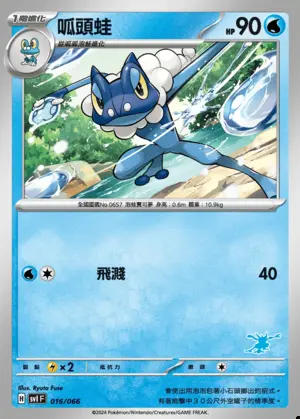 1階進化
呱頭蛙
HP 90
從呱呱泡蛙進化
全國圖鑑No.0657 泡蛙寶可夢 身高：0.6m 體重：10.9kg
飛濺 40
弱點 ×2 抵抗力 撤退
Illus. Ryota Fuse
H svI F 016/066
會使出用泡泡包著小石頭擲出的招式。
有能擊中30公尺外空罐子的精準度。
©2024 Pokémon/Nintendo/Creatures/GAME FREAK.